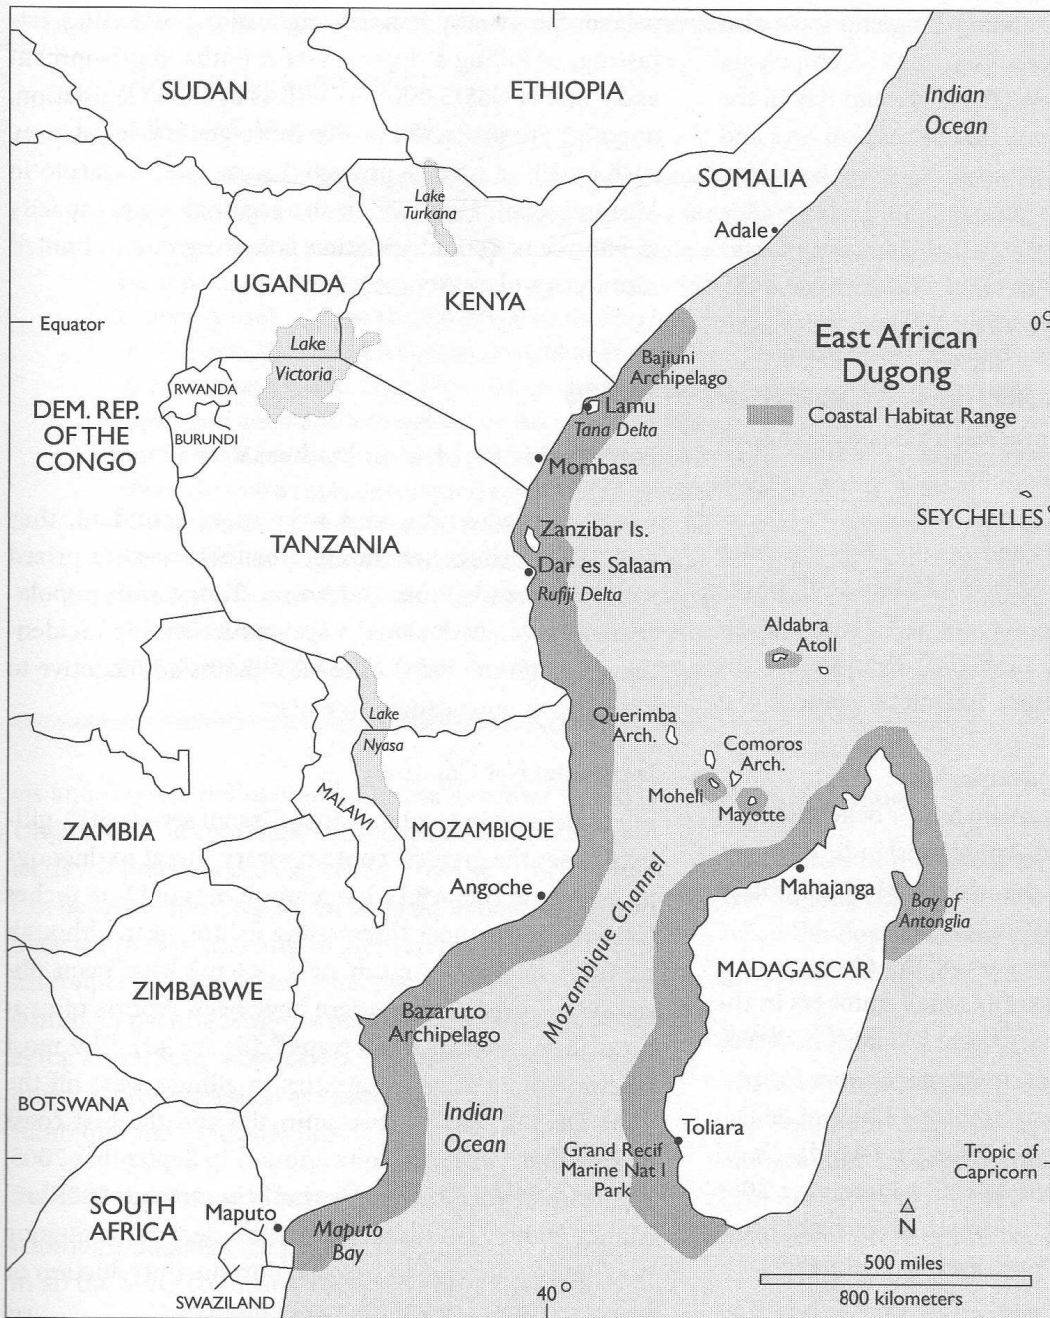 SUDAN
ETHIOPIA
Indian
Ocean
SOMALIA
Adale
Lake
Turkana
UGANDA
KENYA
Equator
0°
Lake
Victoria
East African
Dugong
Coastal Habitat Range
Bajiuni
Archipelago
RWANDA
BURUNDI
DEM. REP.
OF THE
CONGO
Lamu
Tana Delta
Mombasa
SEYCHELLES
TANZANIA
Zanzibar Is.
Dar es Salaam
Rufiji Delta
Aldabra
Atoll
Lake
Nyasa
Querimba
Arch.
Comoros
Arch.
Moheli
Mayotte
MALAWI
ZAMBIA
MOZAMBIQUE
Angoche
Mozambique Channel
Mahajanga
Bay of
Antonglia
MADAGASCAR
ZIMBABWE
Bazaruto
Archipelago
BOTSWANA
Indian
Ocean
Toliara
Grand Recif
Marine Nat l
Park
Tropic of
Capricorn
SOUTH
AFRICA
Maputo
Maputo
Bay
SWAZILAND
N
500 miles
800 kilometers
40°